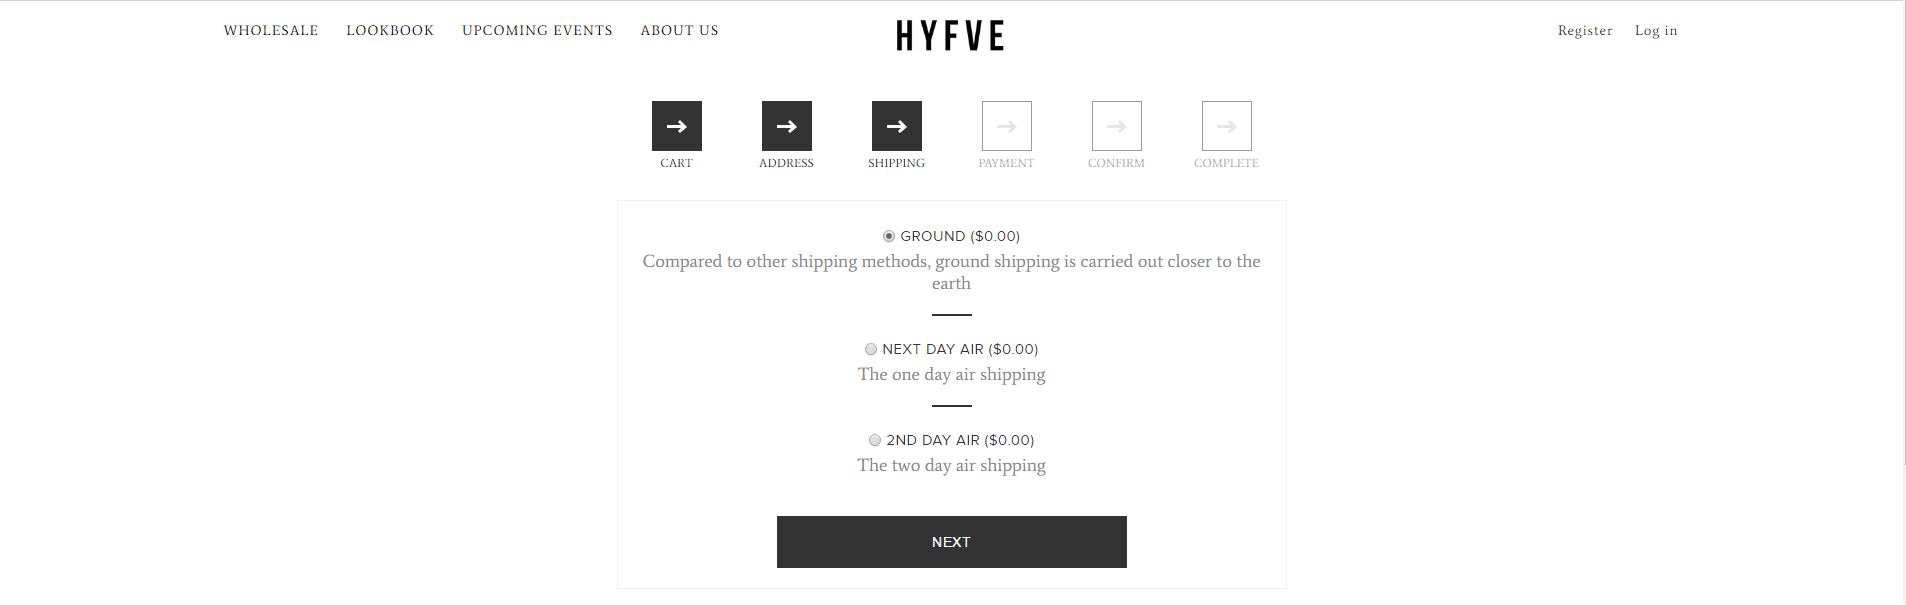 WHOLESALE LOOKBOOK UPCOMING EVENTS ABOUT US HYFVE Register Log in
CART ADDRESS SHIPPING PAYMENT CONFIRM COMPLETE
GROUND ($0.00)
Compared to other shipping methods, ground shipping is carried out closer to the
earth
NEXT DAY AIR ($0.00)
The one day air shipping
2ND DAY AIR ($0.00)
The two day air shipping
NEXT